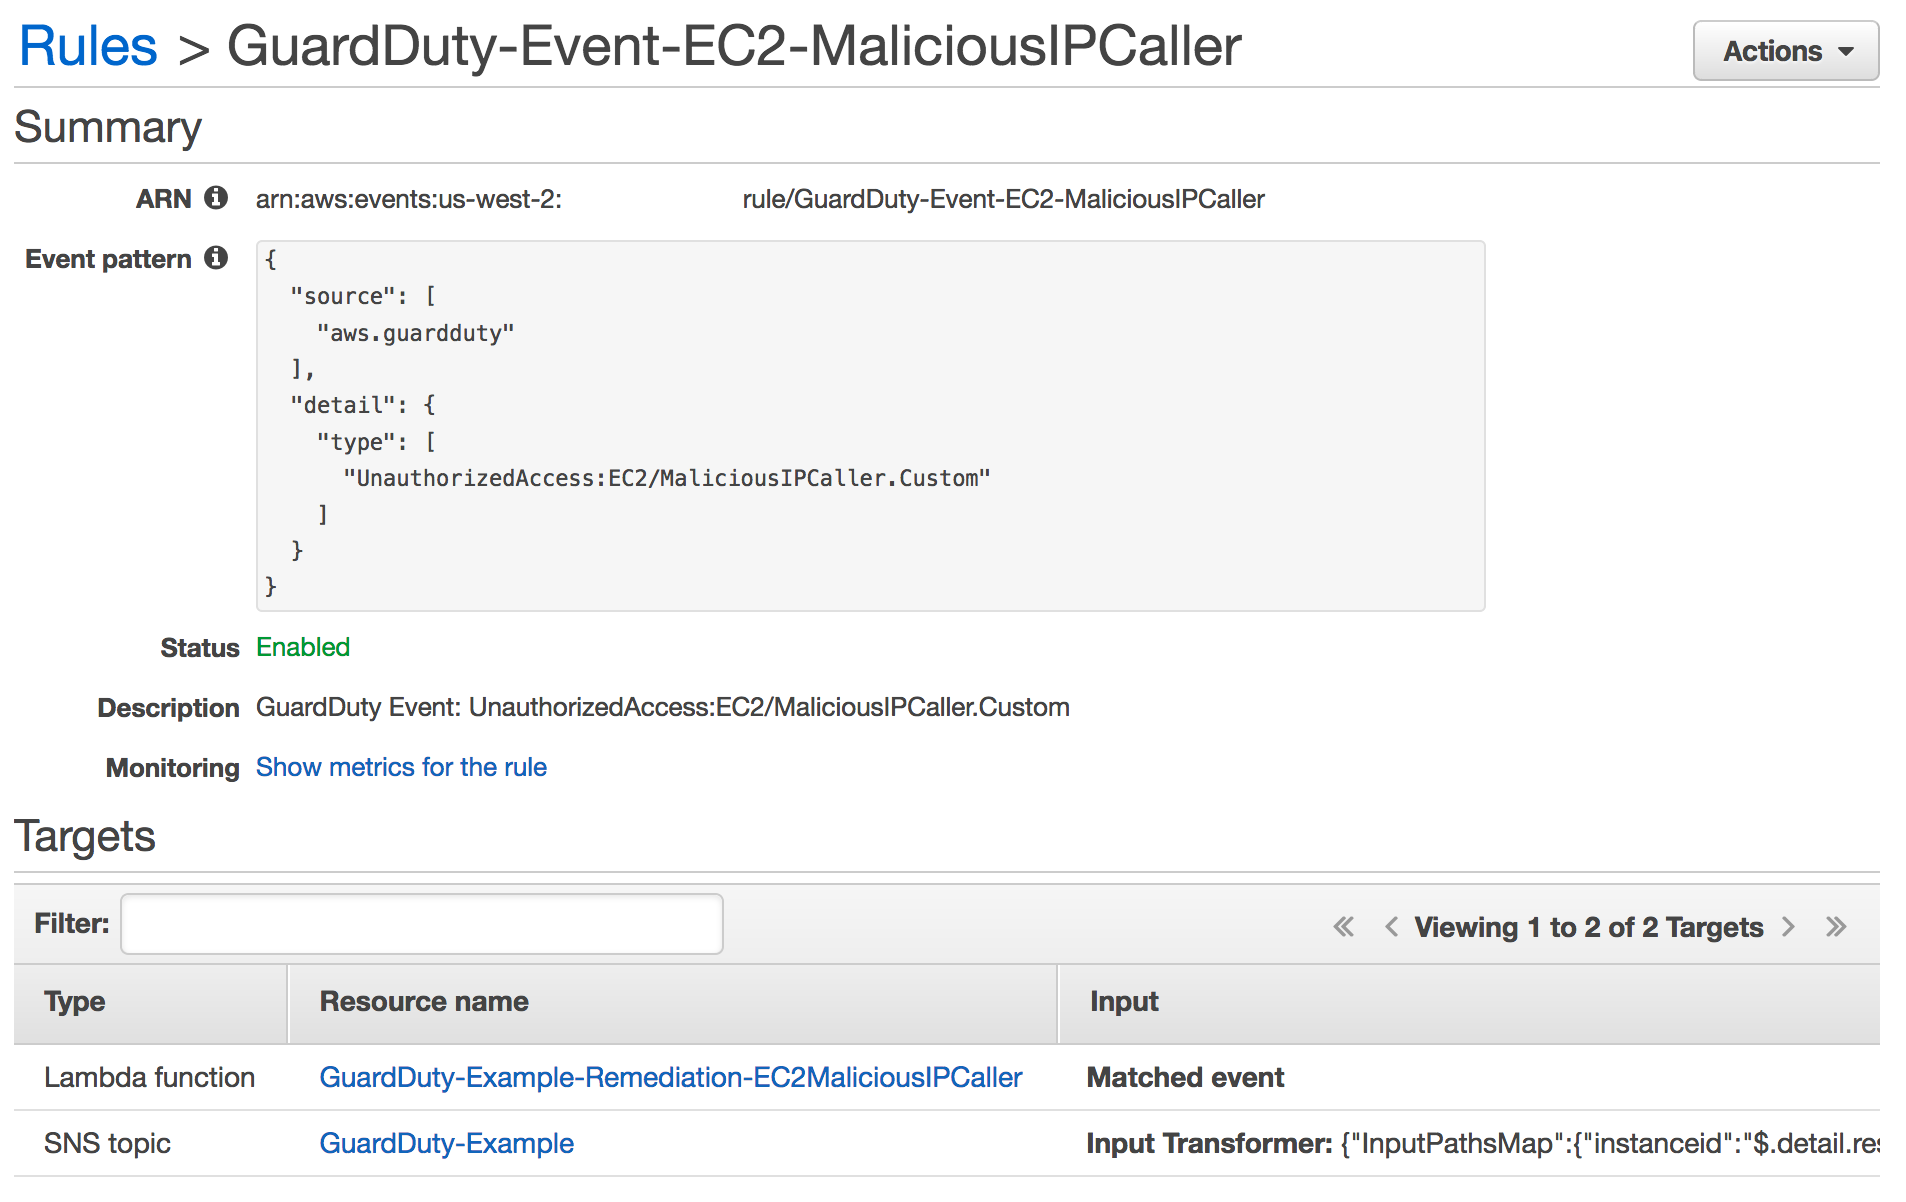 Rules > GuardDuty-Event-EC2-MaliciousIPCaller
Actions
Summary
ARN arn:aws:events:us-west-2: rule/GuardDuty-Event-EC2-MaliciousIPCaller
Event pattern {
"source": [
"aws.guardduty"
],
"detail": {
"type": [
"UnauthorizedAccess:EC2/MaliciousIPCaller.Custom"
]
}
}
Status Enabled
Description GuardDuty Event: UnauthorizedAccess:EC2/MaliciousIPCaller.Custom
Monitoring Show metrics for the rule
Targets
Filter: « < Viewing 1 to 2 of 2 Targets > »
Type Resource name Input
Lambda function GuardDuty-Example-Remediation-EC2MaliciousIPCaller Matched event
SNS topic GuardDuty-Example Input Transformer: {"InputPathsMap":{"instanceid":"$.detail.res